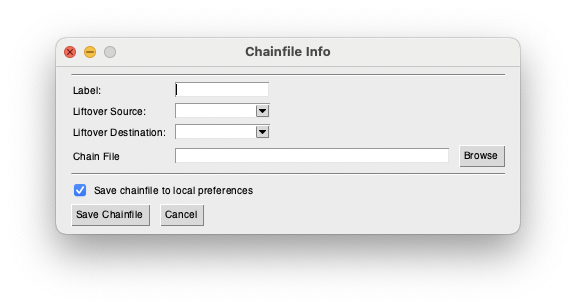 Chainfile Info
Label:
Liftover Source:
Liftover Destination:
Chain File
Browse
Save chainfile to local preferences
Save Chainfile
Cancel